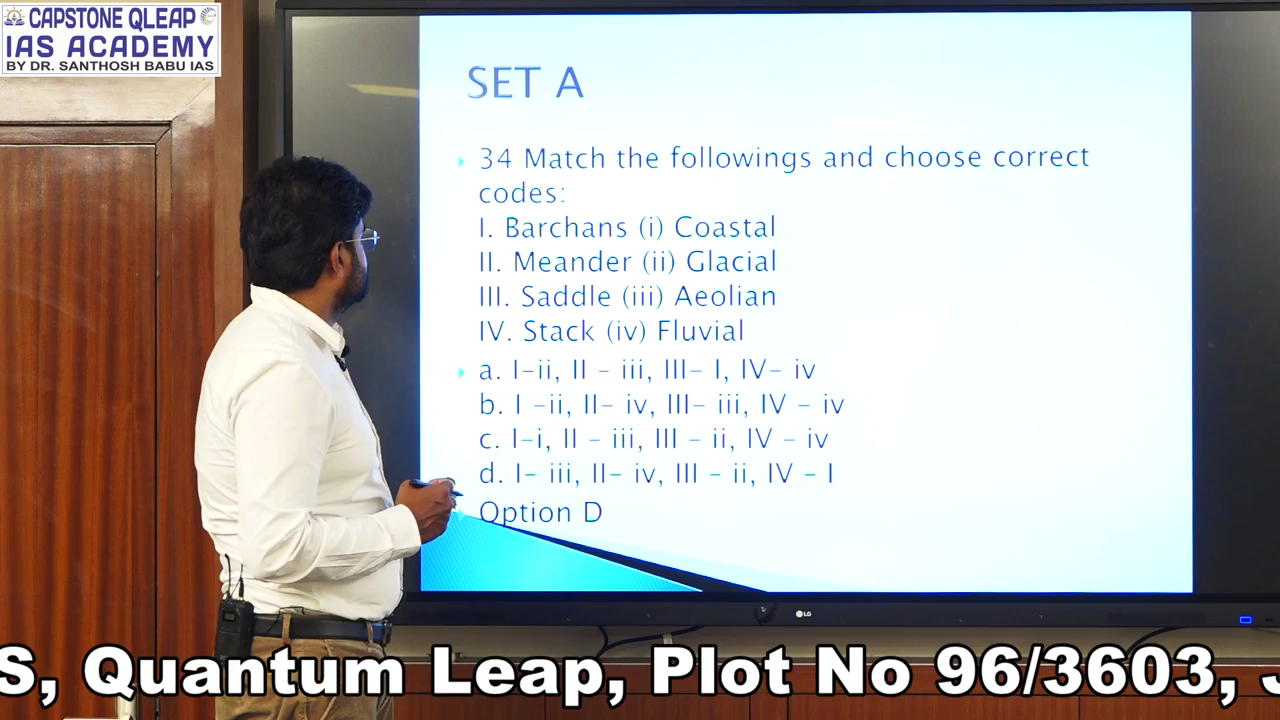 CAPSTONE QLEAP
IAS ACADEMY
BY DR. SANTHOSH BABU IAS
SET A
34 Match the followings and choose correct
codes:
I. Barchans (i) Coastal
II. Meander (ii) Glacial
III. Saddle (iii) Aeolian
IV. Stack (iv) Fluvial
a. I-ii, II - iii, III- I, IV- iv
b. I -ii, II- iv, III- iii, IV - iv
c. I-i, II - iii, III - ii, IV - iv
d. I- iii, II- iv, III - ii, IV - I
Option D
LG
S, Quantum Leap, Plot No 96/3603, J